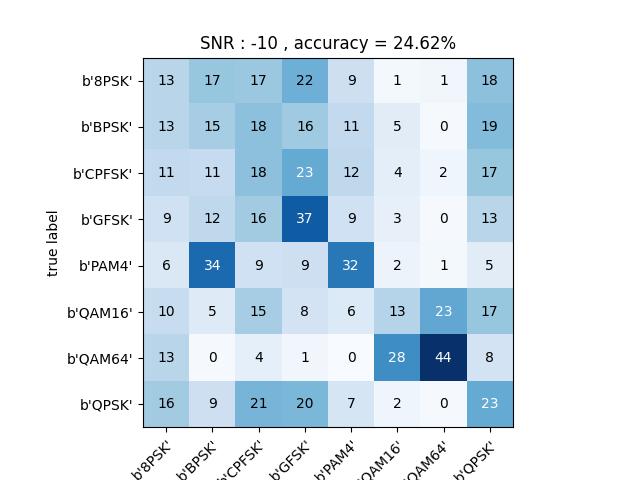 SNR : -10 , accuracy = 24.62%
b'8PSK' 13 17 17 22 9 1 1 18
b'BPSK' 13 15 18 16 11 5 0 19
b'CPFSK' 11 11 18 23 12 4 2 17
b'GFSK' 9 12 16 37 9 3 0 13
b'PAM4' 6 34 9 9 32 2 1 5
b'QAM16' 10 5 15 8 6 13 23 17
b'QAM64' 13 0 4 1 0 28 44 8
b'QPSK' 16 9 21 20 7 2 0 23
true label
b'8PSK' b'BPSK' 'CPFSK' b'GFSK' b'PAM4' 'QAM16' 'QAM64' b'QPSK'